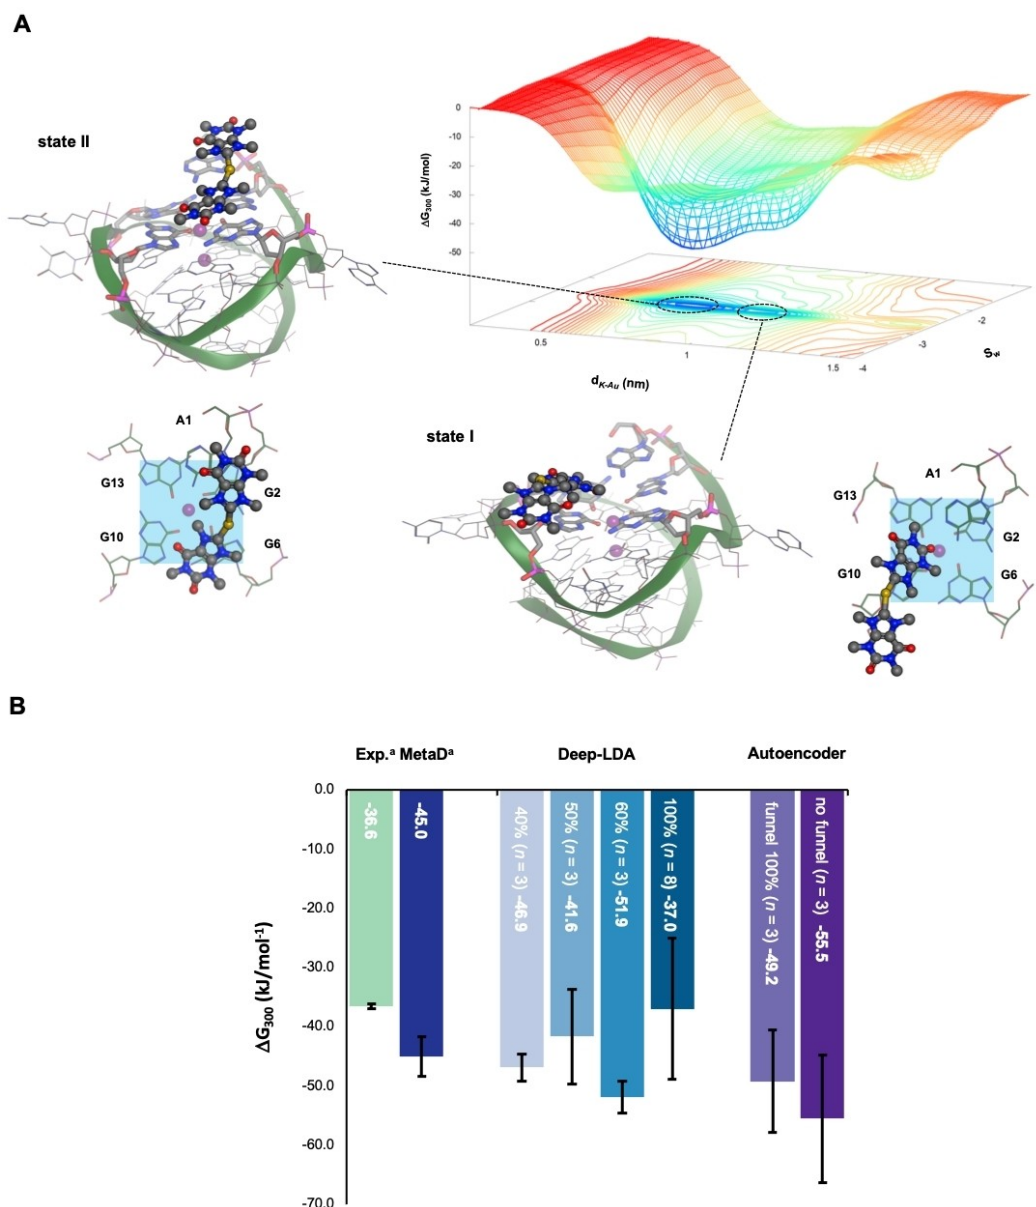 A
state II
0
-10
-20
-30
-40
-50
ΔG300 (kJ/mol)
0.5
1
1.5
-4
-3
-2
dK-Au (nm)
A1
G13
G2
G10
G6
state I
A1
G13
G2
G10
G6
B
Exp.ᵃ MetaDᵃ
Deep-LDA
Autoencoder
0.0
-10.0
-20.0
-30.0
-40.0
-50.0
-60.0
-70.0
ΔG300 (kJ/mol⁻¹)
-36.6
-45.0
40% (n = 3) -46.9
50% (n = 3) -41.6
60% (n = 3) -51.9
100% (n = 8) -37.0
funnel 100% (n = 3) -49.2
no funnel (n = 3) -55.5